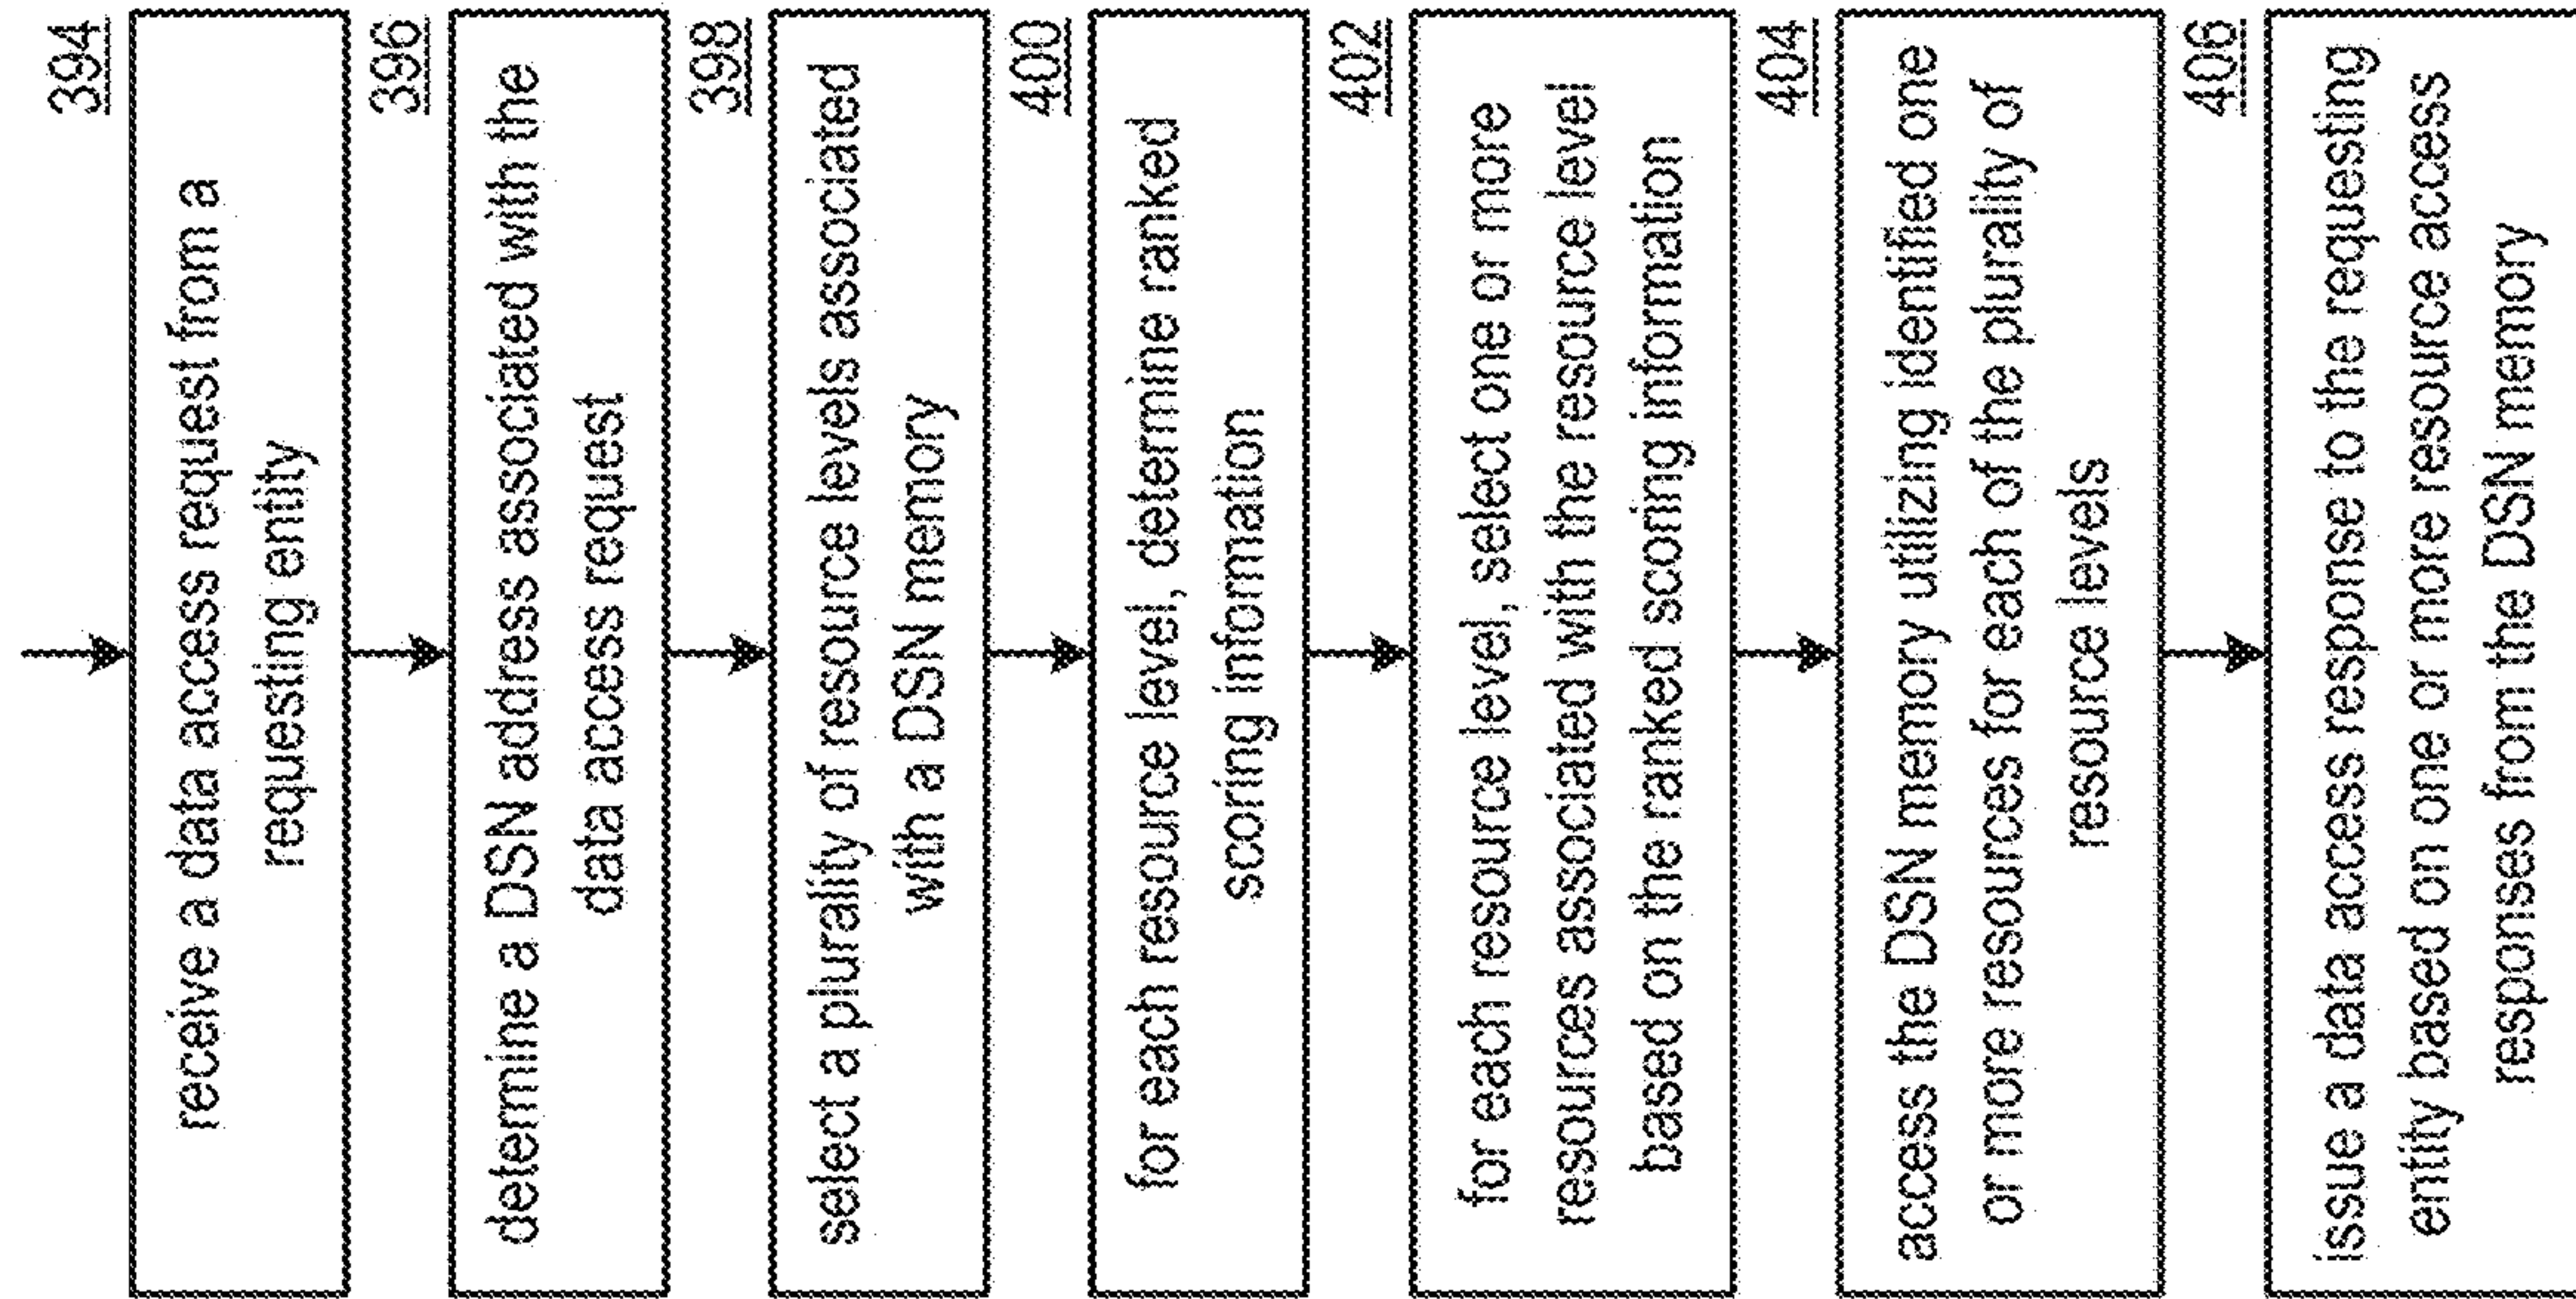 394
receive a data access request from a
requesting entity
396
determine a DSN address associated with the
data access request
398
select a plurality of resource levels associated
with a DSN memory
400
for each resource level, determine ranked
scoring information
402
for each resource level, select one or more
resources associated with the resource level
based on the ranked scoring information
404
access the DSN memory utilizing identified one
or more resources for each of the plurality of
resource levels
406
issue a data access response to the requesting
entity based on one or more resource access
responses from the DSN memory